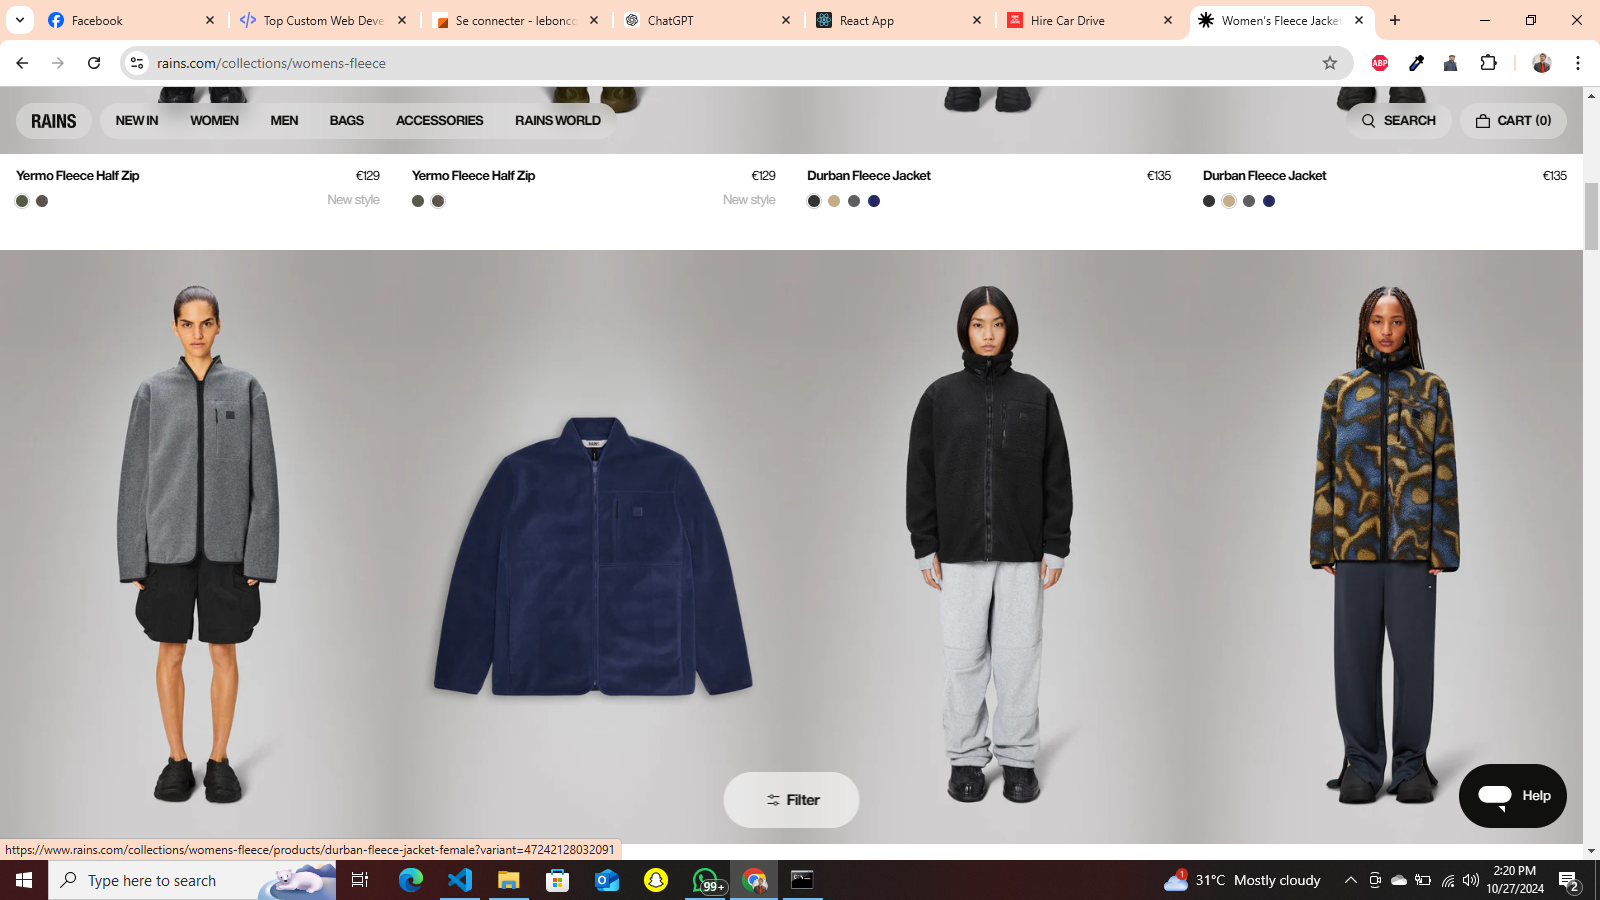 Facebook
Top Custom Web Deve
Se connecter - lebonco
ChatGPT
React App
Hire Car Drive
Women's Fleece Jacket
rains.com/collections/womens-fleece
ABP
RAINS
NEW IN
WOMEN
MEN
BAGS
ACCESSORIES
RAINS WORLD
SEARCH
CART (0)
Yermo Fleece Half Zip
€129
New style
Yermo Fleece Half Zip
€129
New style
Durban Fleece Jacket
€135
Durban Fleece Jacket
€135
RAINS
Filter
Help
https://www.rains.com/collections/womens-fleece/products/durban-fleece-jacket-female?variant=47242128032091
Type here to search
99+
1
31°C Mostly cloudy
2:20 PM
10/27/2024
2